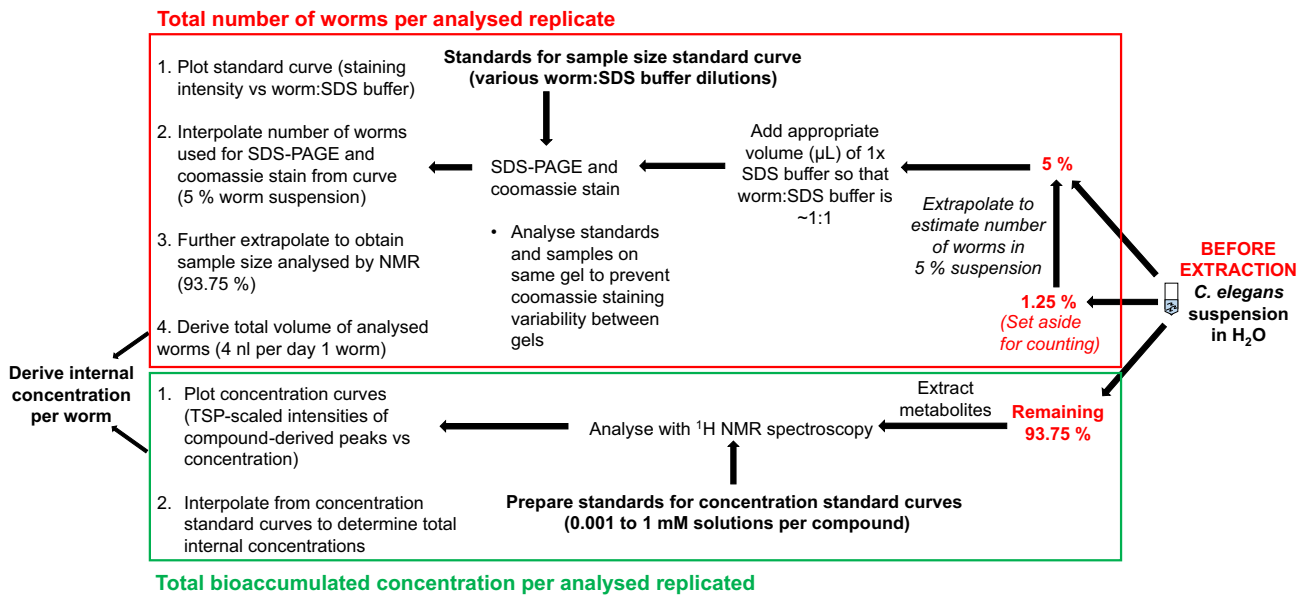 Total number of worms per analysed replicate
1. Plot standard curve (staining
intensity vs worm:SDS buffer)
2. Interpolate number of worms
used for SDS-PAGE and
coomassie stain from curve
(5 % worm suspension)
3. Further extrapolate to obtain
sample size analysed by NMR
(93.75 %)
4. Derive total volume of analysed
worms (4 nl per day 1 worm)
Standards for sample size standard curve
(various worm:SDS buffer dilutions)
SDS-PAGE and
coomassie stain
• Analyse standards
and samples on
same gel to prevent
coomassie staining
variability between
gels
Add appropriate
volume (µL) of 1x
SDS buffer so that
worm:SDS buffer is
~1:1
5 %
Extrapolate to
estimate number
of worms in
5 % suspension
1.25 %
(Set aside
for counting)
BEFORE
EXTRACTION
C. elegans
suspension
in H₂O
Derive internal
concentration
per worm
1. Plot concentration curves
(TSP-scaled intensities of
compound-derived peaks vs
concentration)
2. Interpolate from concentration
standard curves to determine total
internal concentrations
Analyse with ¹H NMR spectroscopy
Extract
metabolites
Remaining
93.75 %
Prepare standards for concentration standard curves
(0.001 to 1 mM solutions per compound)
Total bioaccumulated concentration per analysed replicated